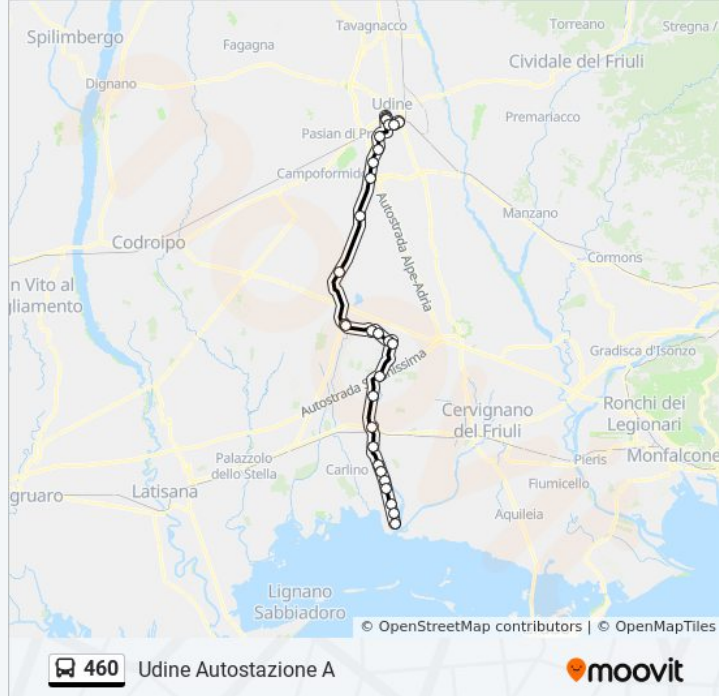 Tavagnacco
Torreano
Stregna /
Spilimbergo
Fagagna
Cividale del Friuli
Dignano
Udine
Premariacco
Pasian di Pr
Campoformido
Manzano
Autostrada Alpe-Adria
Codroipo
Cormons
n Vito al
gliamento
Gradisca d'Isonzo
Autostrada S
nissima
Ronchi dei
Legionari
Cervignano
del Friuli
Monfalcone
Palazzolo
dello Stella
Carlino
Pieris
Fiumicello
gruaro
Latisana
Aquileia
Lignano
Sabbiadoro
© OpenStreetMap contributors | © OpenMapTiles
460 Udine Autostazione A
moovit